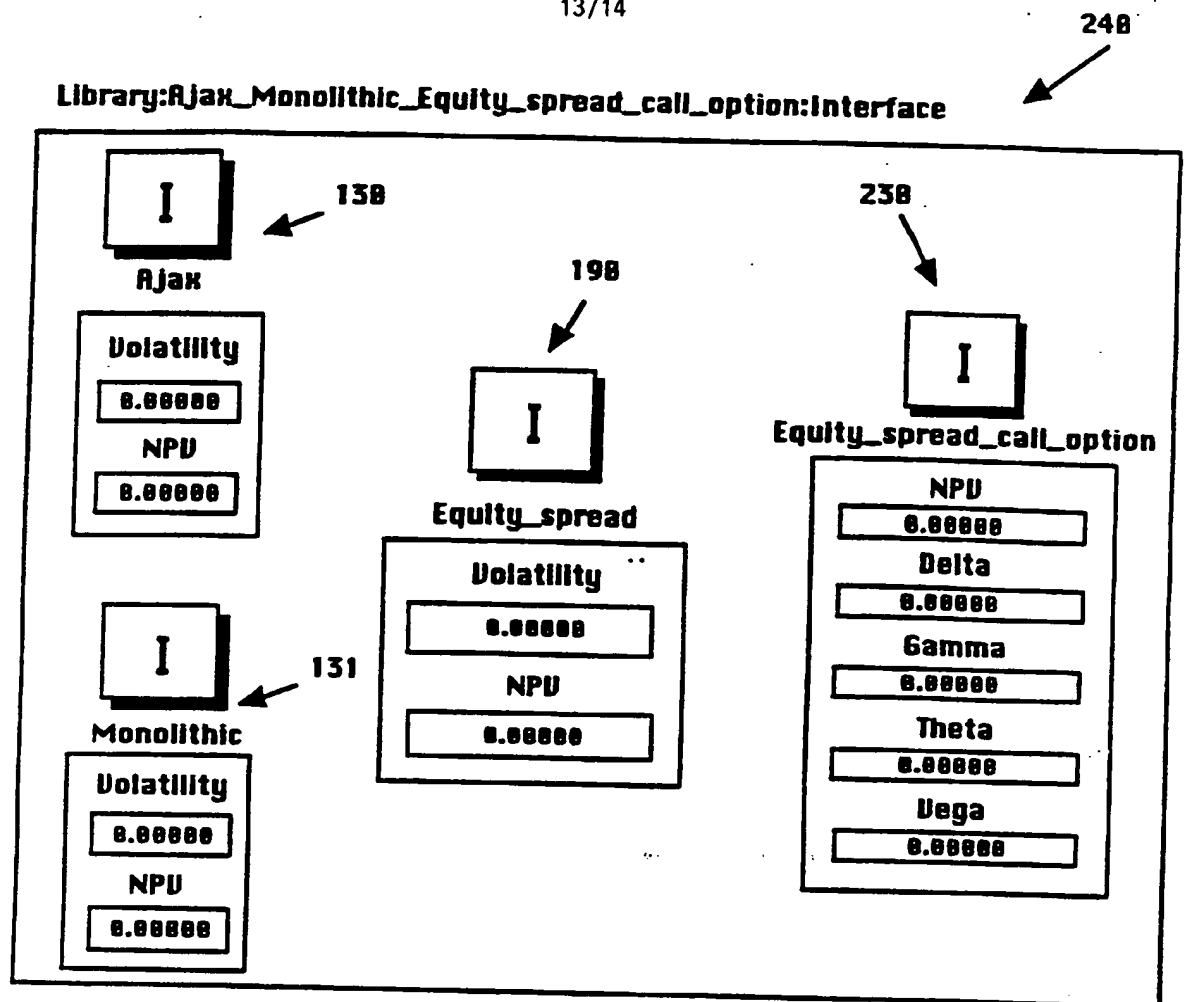 13/14
240
Library:Ajax_Monolithic_Equity_spread_call_option:Interface
I
130
Ajax
Volatility
0.00000
NPV
0.00000
I
131
Monolithic
Volatility
0.00000
NPV
0.00000
190
I
Equity_spread
Volatility
0.00000
NPV
0.00000
230
I
Equity_spread_call_option
NPV
0.00000
Delta
0.00000
Gamma
0.00000
Theta
0.00000
Vega
0.00000